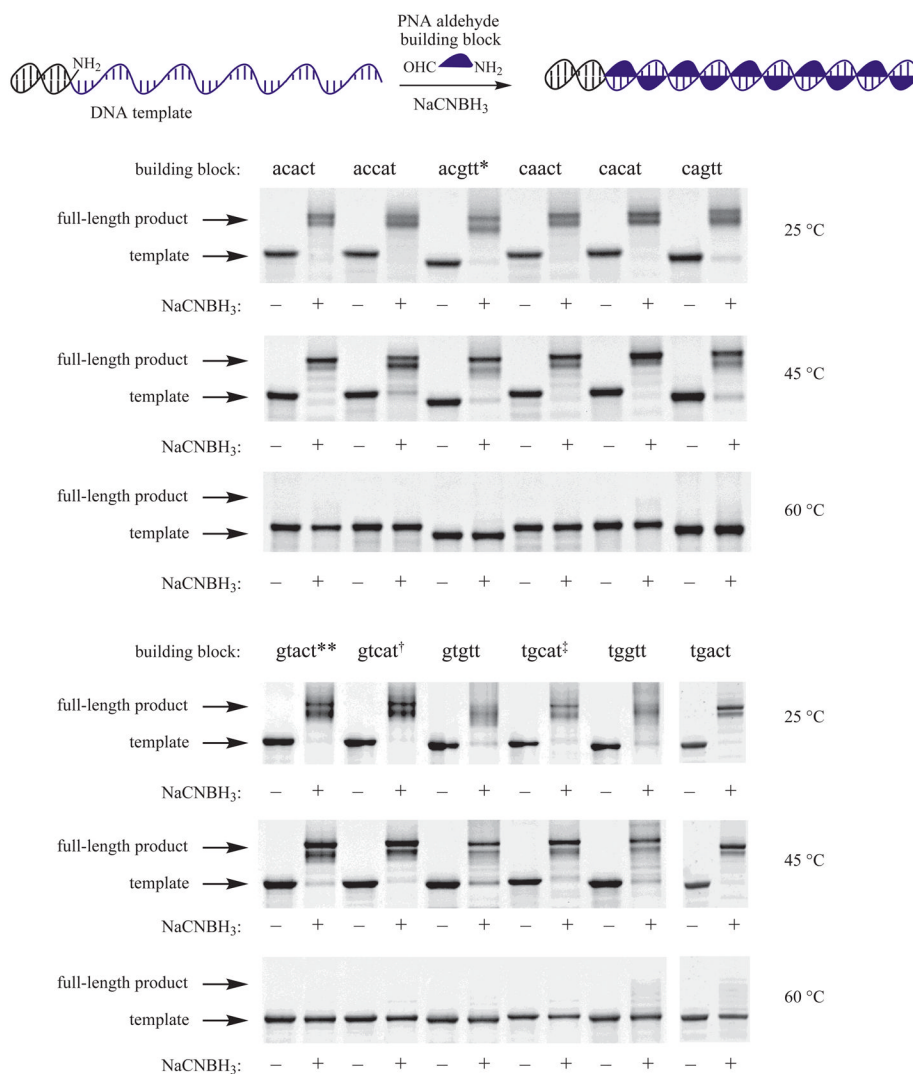 PNA aldehyde
building block
NH2
OHC NH2
NaCNBH3
DNA template
building block: acact accat acgtt* caact cacat cagtt
full-length product
25 °C
template
NaCNBH3: – + – + – + – + – + – +
full-length product
45 °C
template
NaCNBH3: – + – + – + – + – + – +
full-length product
60 °C
template
NaCNBH3: – + – + – + – + – + – +
building block: gtact** gtcat† gtgtt tgcat‡ tggtt tgact
full-length product
25 °C
template
NaCNBH3: – + – + – + – + – + – +
full-length product
45 °C
template
NaCNBH3: – + – + – + – + – + – +
full-length product
60 °C
template
NaCNBH3: – + – + – + – + – + – +